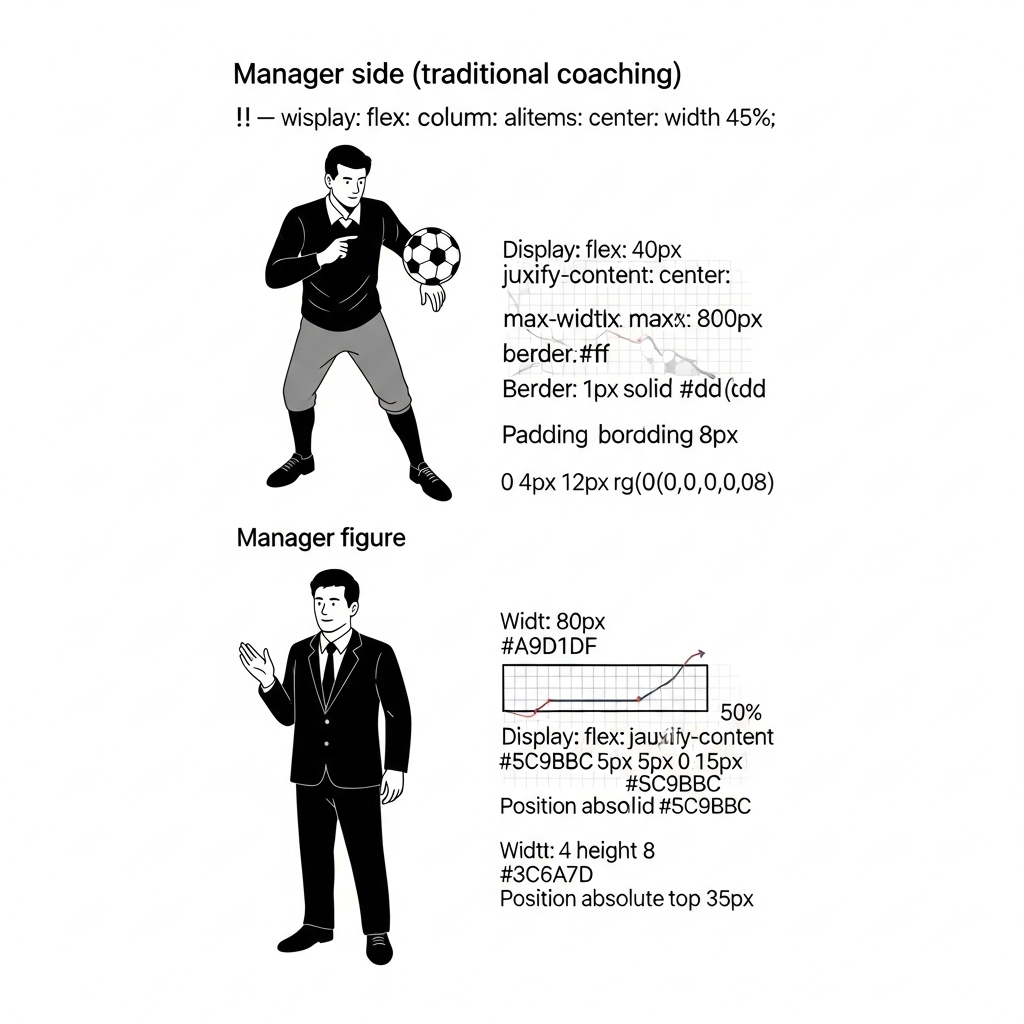 Manager side (traditional coaching)
!! — wisplay: flex: column: alitems: center: width 45%;
Display: flex: 40px
juxify-content: center:
max-widtlx. maxx: 800px
berder.#ff
Berder: 1px solid #dd(cdd
Padding borading 8px
0 4px 12px rg(0(0,0,0,0,08)
Manager figure
Widt: 80px
#A9D1DF
50%
Display: flex: jauxify-content
#5C9BBC 5px 5px 0 15px
#SC9BBC
Position absolid #5C9BBC
Widtt: 4 height 8
#3C6A7D
Position absolute top 35px